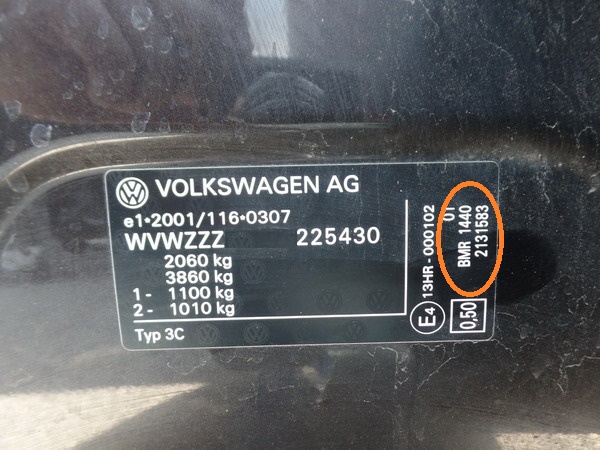 VOLKSWAGEN AG
e1*2001/116*0307
WVWZZZ 225430
2060 kg
3860 kg
1- 1100 kg
2- 1010 kg
Typ 3C
E4 13HR-000102
0,50
01
BMR 1440
2131583